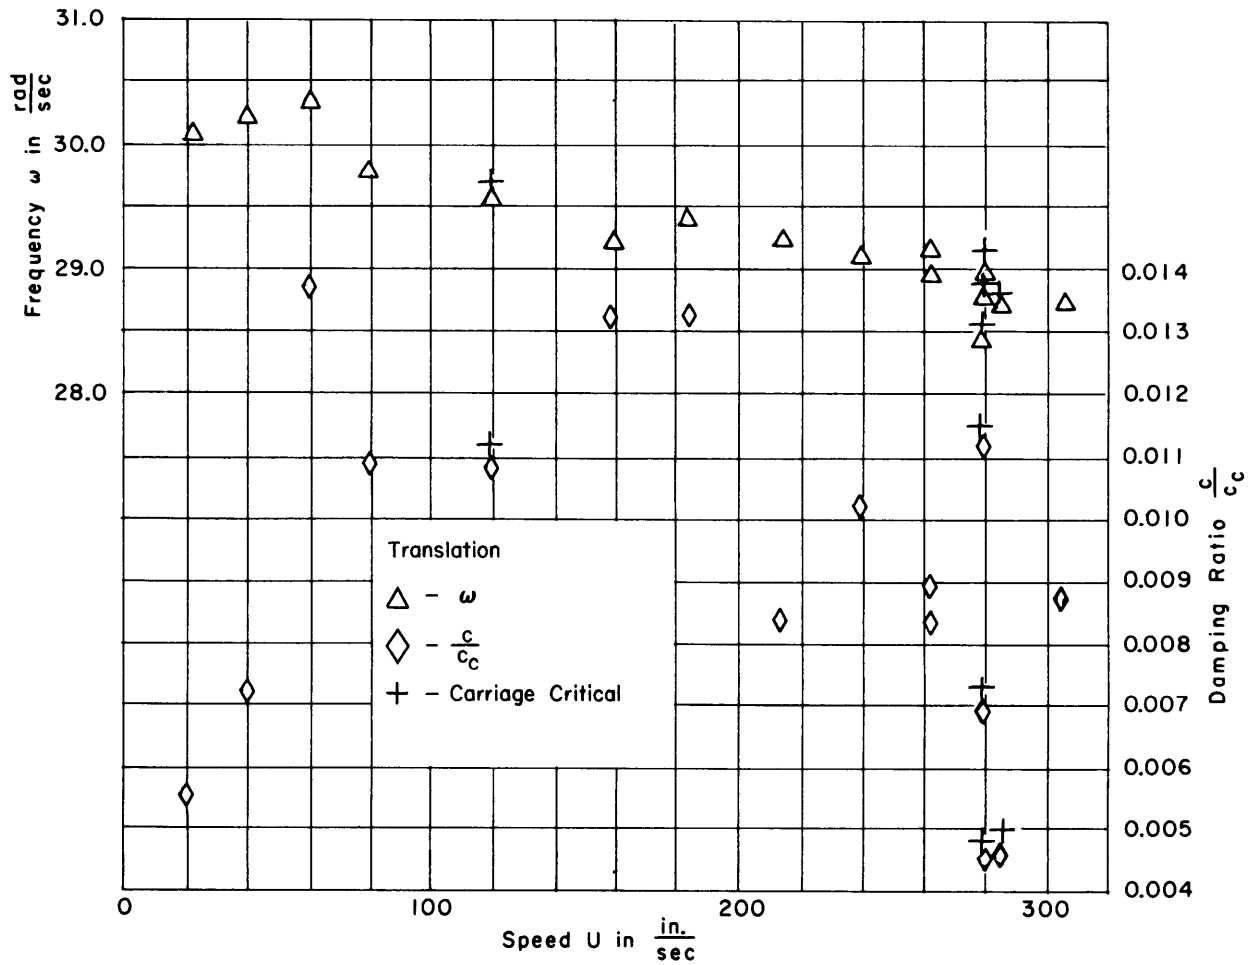 31.0
30.0
29.0
28.0
Frequency ω in rad/sec
0.014
0.013
0.012
0.011
0.010
0.009
0.008
0.007
0.006
0.005
0.004
Damping Ratio c/cc
Translation
△ - ω
◇ - c/cc
+ - Carriage Critical
0 100 200 300
Speed U in in./sec